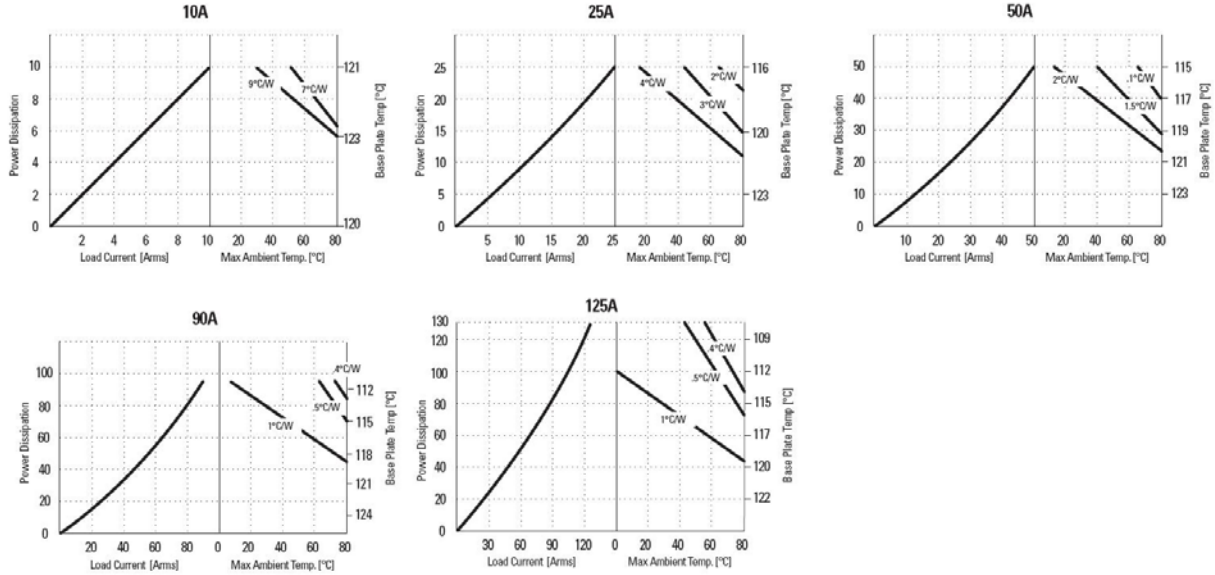 10A
10
8
6
4
2
0
Power Dissipation
2 4 6 8 10 20 40 60 80
Load Current [Arms] Max Ambient Temp. [°C]
9°C/W
7°C/W
121
123
120
Base Plate Temp [°C]
25A
25
20
15
10
5
0
Power Dissipation
5 10 15 20 25 20 40 60 80
Load Current [Arms] Max Ambient Temp. [°C]
4°C/W
3°C/W
2°C/W
116
120
123
Base Plate Temp [°C]
50A
50
40
30
20
10
0
Power Dissipation
10 20 30 40 50 20 40 60 80
Load Current [Arms] Max Ambient Temp. [°C]
2°C/W
1.5°C/W
.1°C/W
115
117
119
121
123
Base Plate Temp [°C]
90A
100
80
60
40
20
0
Power Dissipation
20 40 60 80 0 20 40 60 80
Load Current [Arms] Max Ambient Temp. [°C]
1°C/W
.5°C/W
.4°C/W
112
115
118
121
124
Base Plate Temp [°C]
125A
130
120
100
80
60
40
20
0
Power Dissipation
30 60 90 120 0 20 40 60 80
Load Current [Arms] Max Ambient Temp. [°C]
1°C/W
.5°C/W
.4°C/W
109
112
115
117
120
122
Base Plate Temp [°C]